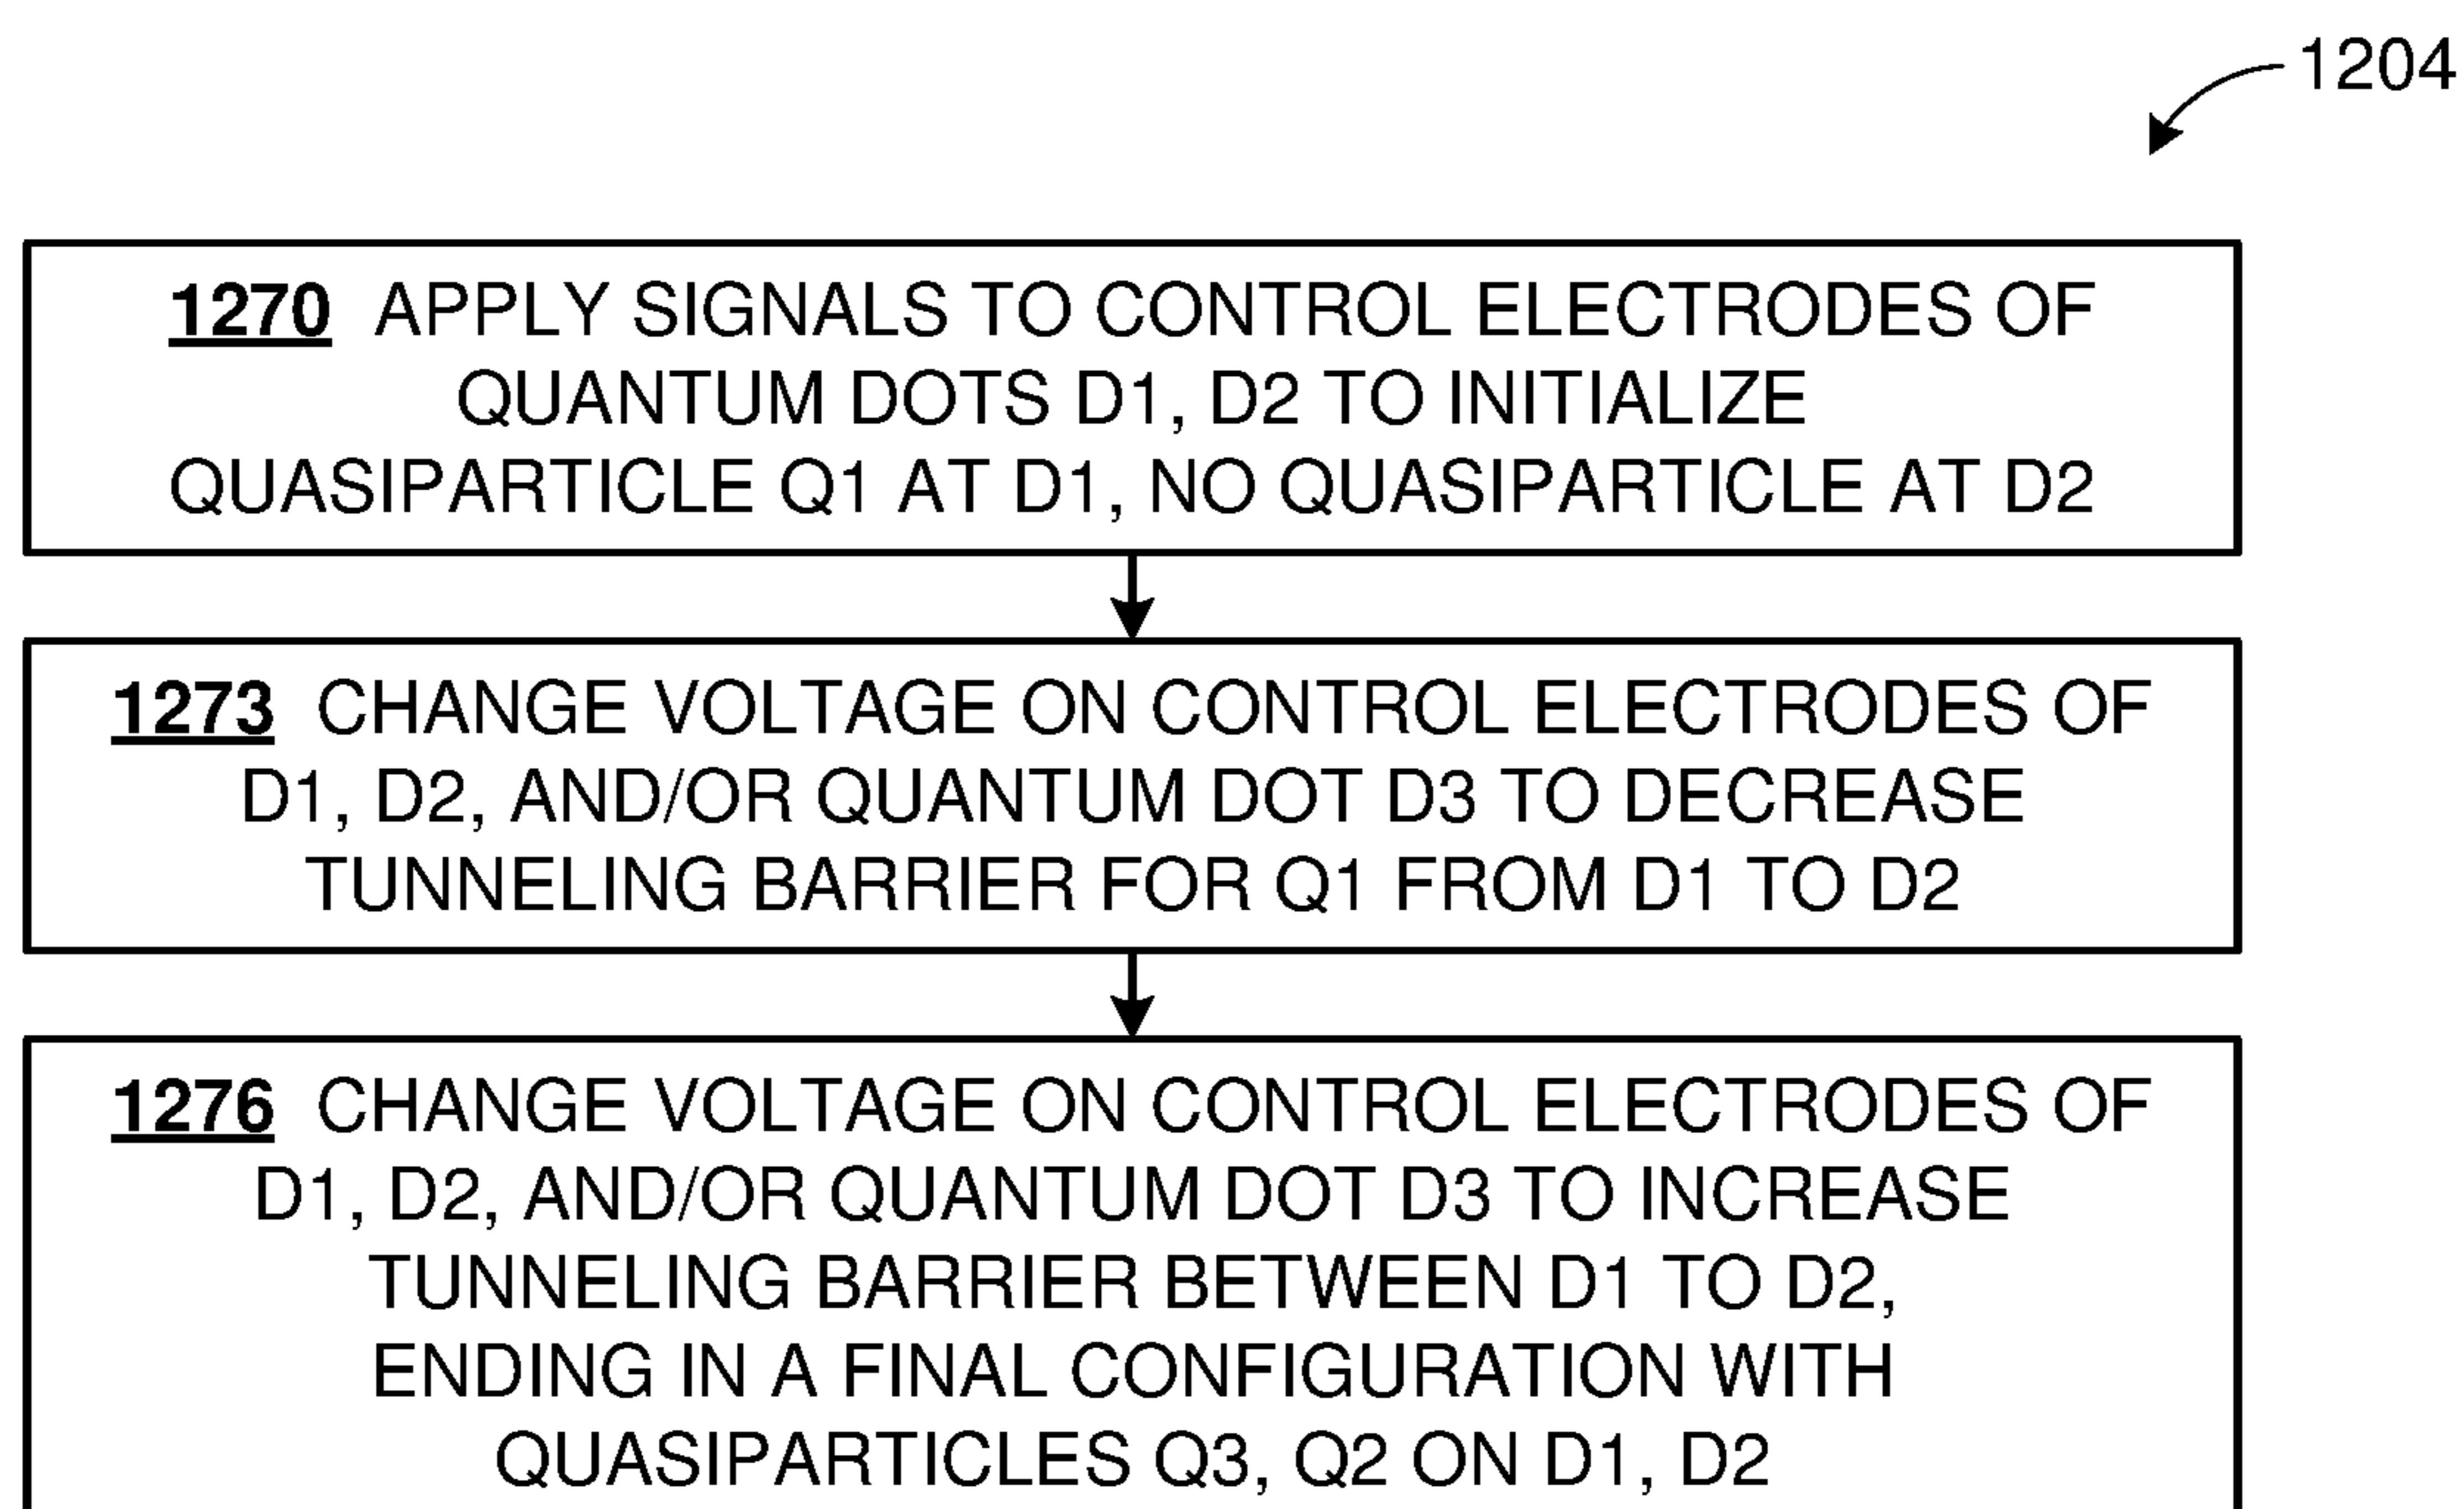 1204
1270 APPLY SIGNALS TO CONTROL ELECTRODES OF
QUANTUM DOTS D1, D2 TO INITIALIZE
QUASIPARTICLE Q1 AT D1, NO QUASIPARTICLE AT D2
1273 CHANGE VOLTAGE ON CONTROL ELECTRODES OF
D1, D2, AND/OR QUANTUM DOT D3 TO DECREASE
TUNNELING BARRIER FOR Q1 FROM D1 TO D2
1276 CHANGE VOLTAGE ON CONTROL ELECTRODES OF
D1, D2, AND/OR QUANTUM DOT D3 TO INCREASE
TUNNELING BARRIER BETWEEN D1 TO D2,
ENDING IN A FINAL CONFIGURATION WITH
QUASIPARTICLES Q3, Q2 ON D1, D2